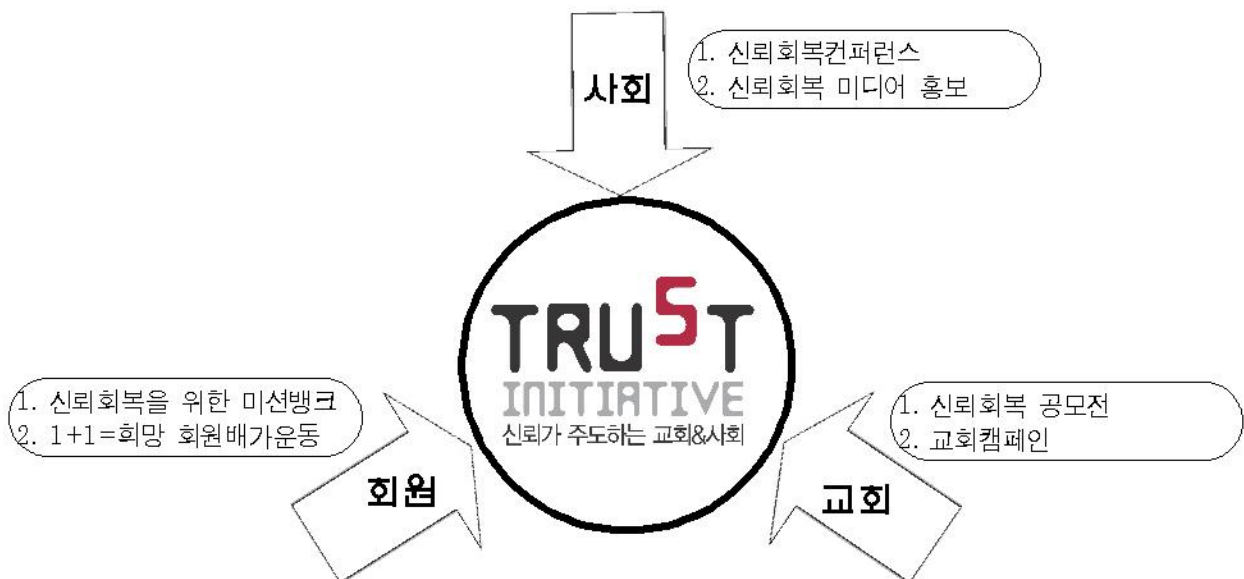 사회
1. 신뢰회복컨퍼런스
2. 신뢰회복 미디어 홍보
TRUST
INITIATIVE
신뢰가 주도하는 교회&사회
1. 신뢰회복을 위한 미션뱅크
2. 1+1=희망 회원배가운동
회원
1. 신뢰회복 공모전
2. 교회캠페인
교회